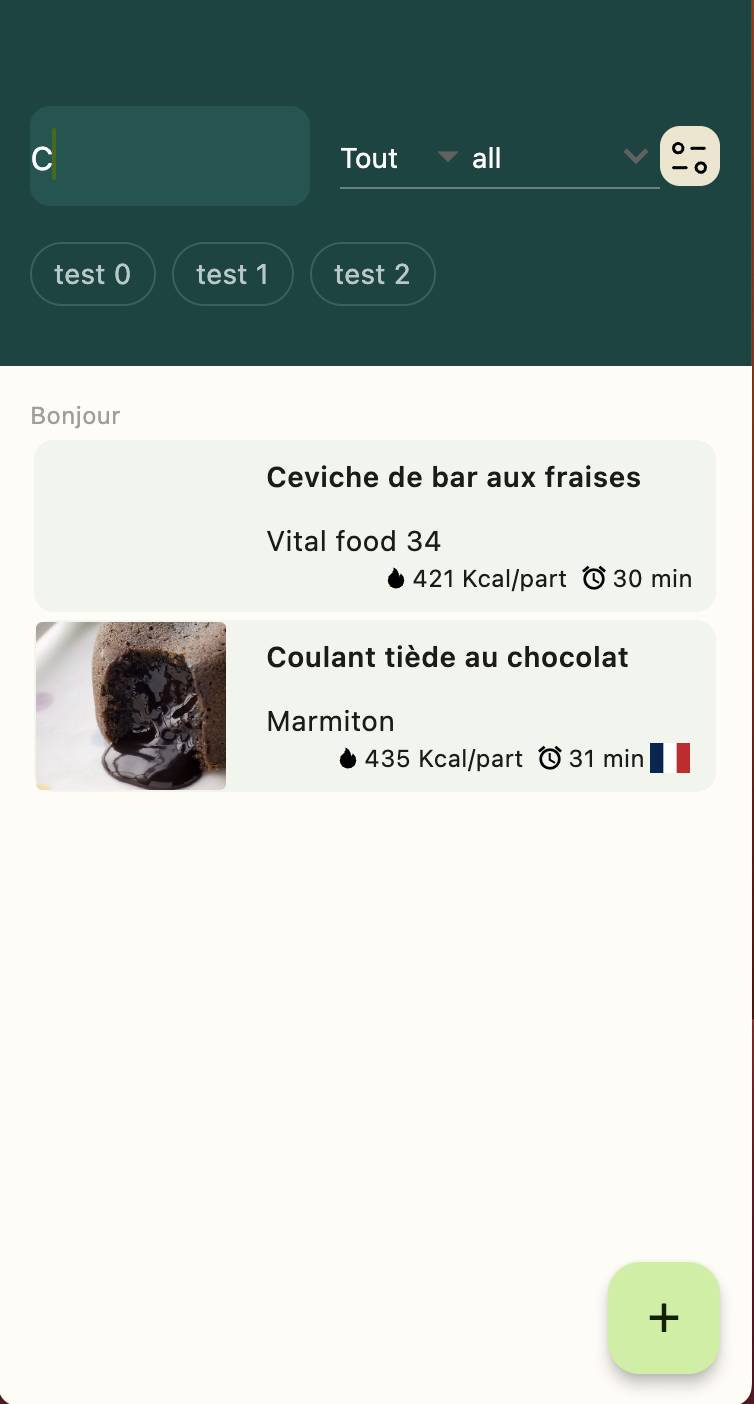 C
Tout all
test 0 test 1 test 2
Bonjour
Ceviche de bar aux fraises
Vital food 34
421 Kcal/part 30 min
Coulant tiède au chocolat
Marmiton
435 Kcal/part 31 min
+